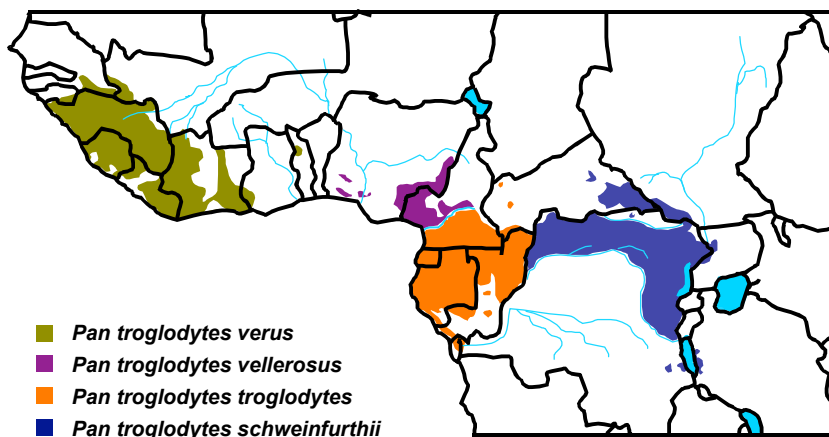 Pan troglodytes verus
Pan troglodytes vellerosus
Pan troglodytes troglodytes
Pan troglodytes schweinfurthii